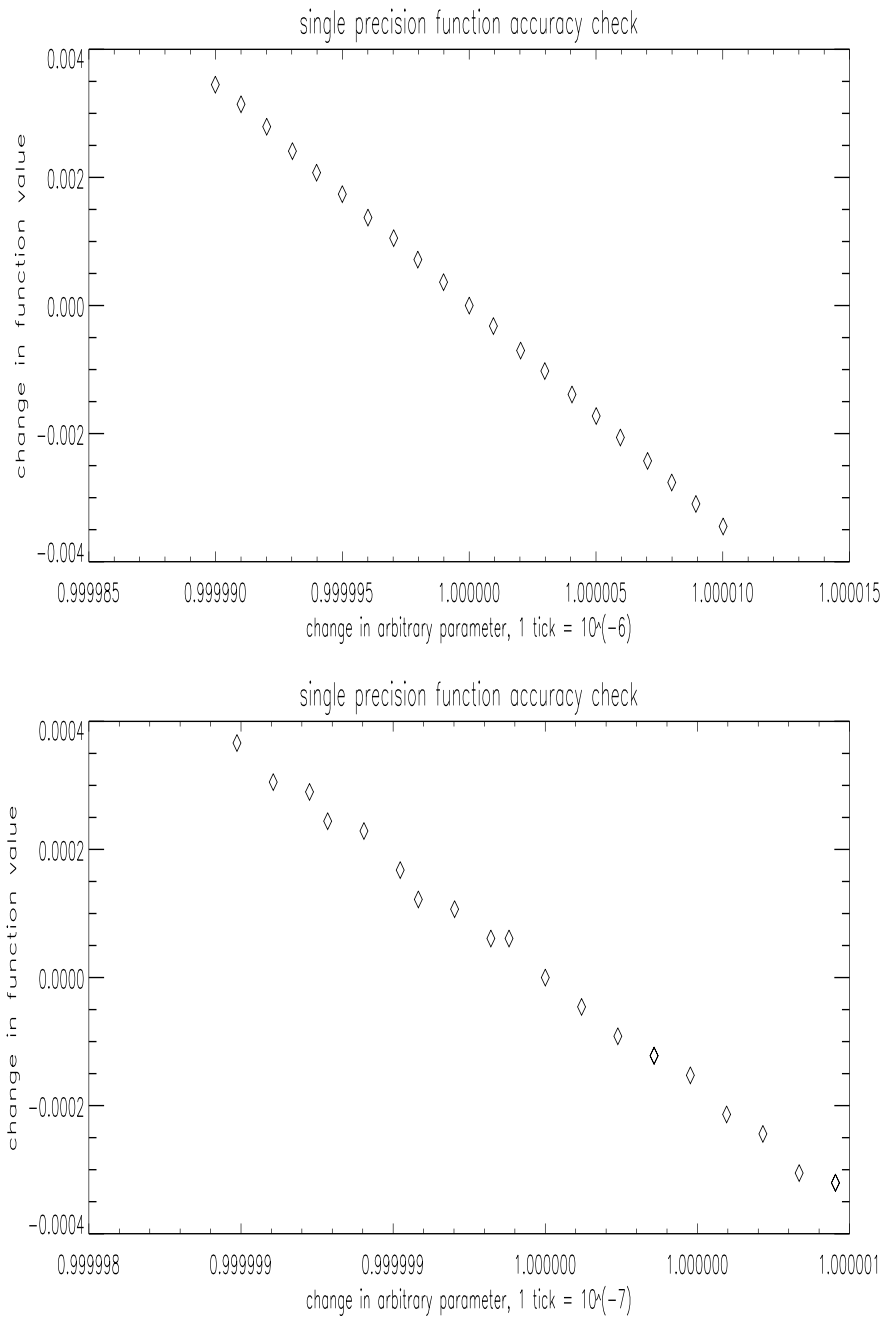 single precision function accuracy check
change in function value
0.004
0.002
0.000
−0.002
−0.004
0.999985 0.999990 0.999995 1.000000 1.000005 1.000010 1.000015
change in arbitrary parameter, 1 tick = 10^(−6)
single precision function accuracy check
change in function value
0.0004
0.0002
0.0000
−0.0002
−0.0004
0.999998 0.999999 0.999999 1.000000 1.000000 1.000001
change in arbitrary parameter, 1 tick = 10^(−7)